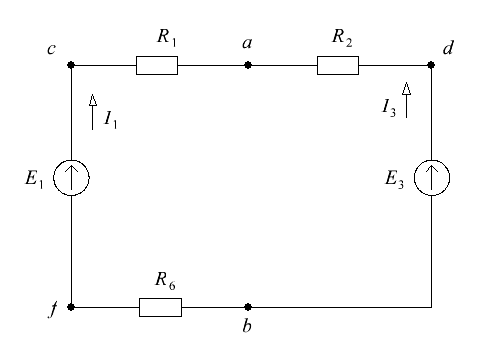 c R₁ a R₂ d
I₁ I₃
E₁ E₃
f R₆ b